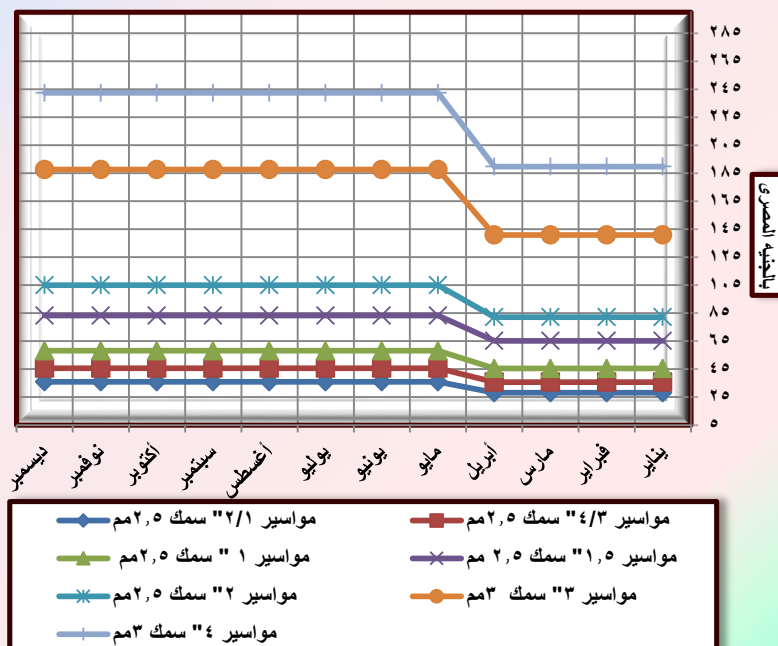 ٢٨٥
٢٦٥
٢٤٥
٢٢٥
٢٠٥
١٨٥
١٦٥
١٤٥
١٢٥
١٠٥
٨٥
٦٥
٤٥
٢٥
٥
بالجنيه المصرى
يناير
فبراير
مارس
أبريل
مايو
يونيو
يوليو
أغسطس
سبتمبر
أكتوبر
نوفمبر
ديسمبر
مواسير ٢/١" سمك ٢,٥مم
مواسير ٤/٣" سمك ٢,٥مم
مواسير ١ " سمك ٢,٥مم
مواسير ١,٥" سمك ٢,٥ مم
مواسير ٢" سمك ٢,٥مم
مواسير ٣" سمك ٣مم
مواسير ٤" سمك ٣مم